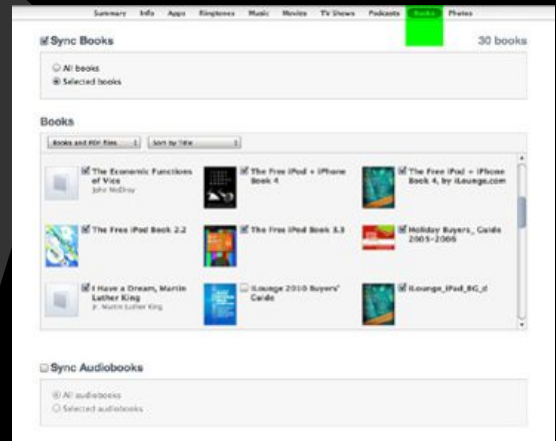 Summary Info Apps Ringtones Music Movies TV Shows Podcasts Books Photos
Sync Books
30 books
All books
Selected books
Books
Books and PDF files
Sort by Title
The Economic Functions
of Vice
John McElroy
The Free iPod + iPhone
Book 4
The Free iPod + iPhone
Book 4, by iLounge.com
The Free iPod Book 2.2
The Free iPod Book 3.3
Holiday Buyers_ Guide
2005-2006
I Have a Dream, Martin
Luther King
Jr. Martin Luther King
iLounge 2010 Buyers'
Guide
iLounge_iPad_BG_d
Sync Audiobooks
All audiobooks
Selected audiobooks